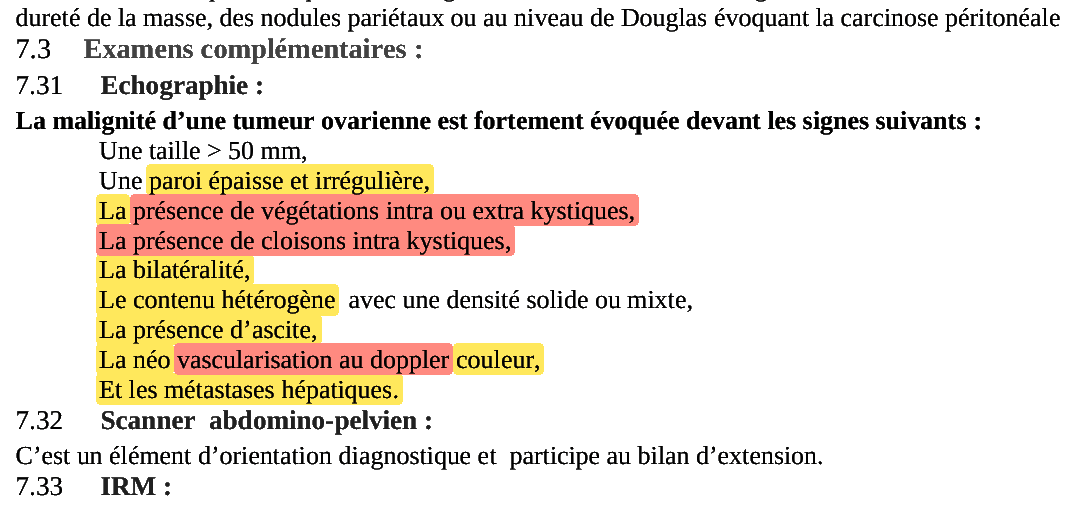 dureté de la masse, des nodules pariétaux ou au niveau de Douglas évoquant la carcinose péritonéale
7.3 Examens complémentaires :
7.31 Echographie :
La malignité d’une tumeur ovarienne est fortement évoquée devant les signes suivants :
Une taille > 50 mm,
Une paroi épaisse et irrégulière,
La présence de végétations intra ou extra kystiques,
La présence de cloisons intra kystiques,
La bilatéralité,
Le contenu hétérogène avec une densité solide ou mixte,
La présence d’ascite,
La néo vascularisation au doppler couleur,
Et les métastases hépatiques.
7.32 Scanner abdomino-pelvien :
C’est un élément d’orientation diagnostique et participe au bilan d’extension.
7.33 IRM :